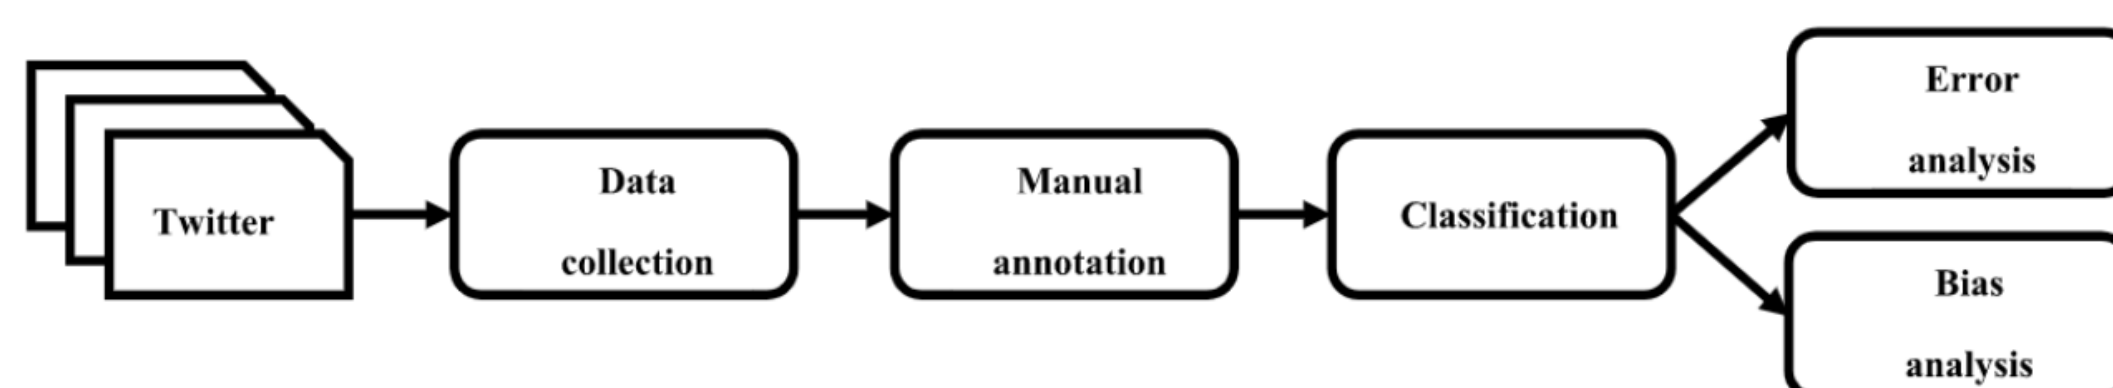 Twitter
Data
collection
Manual
annotation
Classification
Error
analysis
Bias
analysis